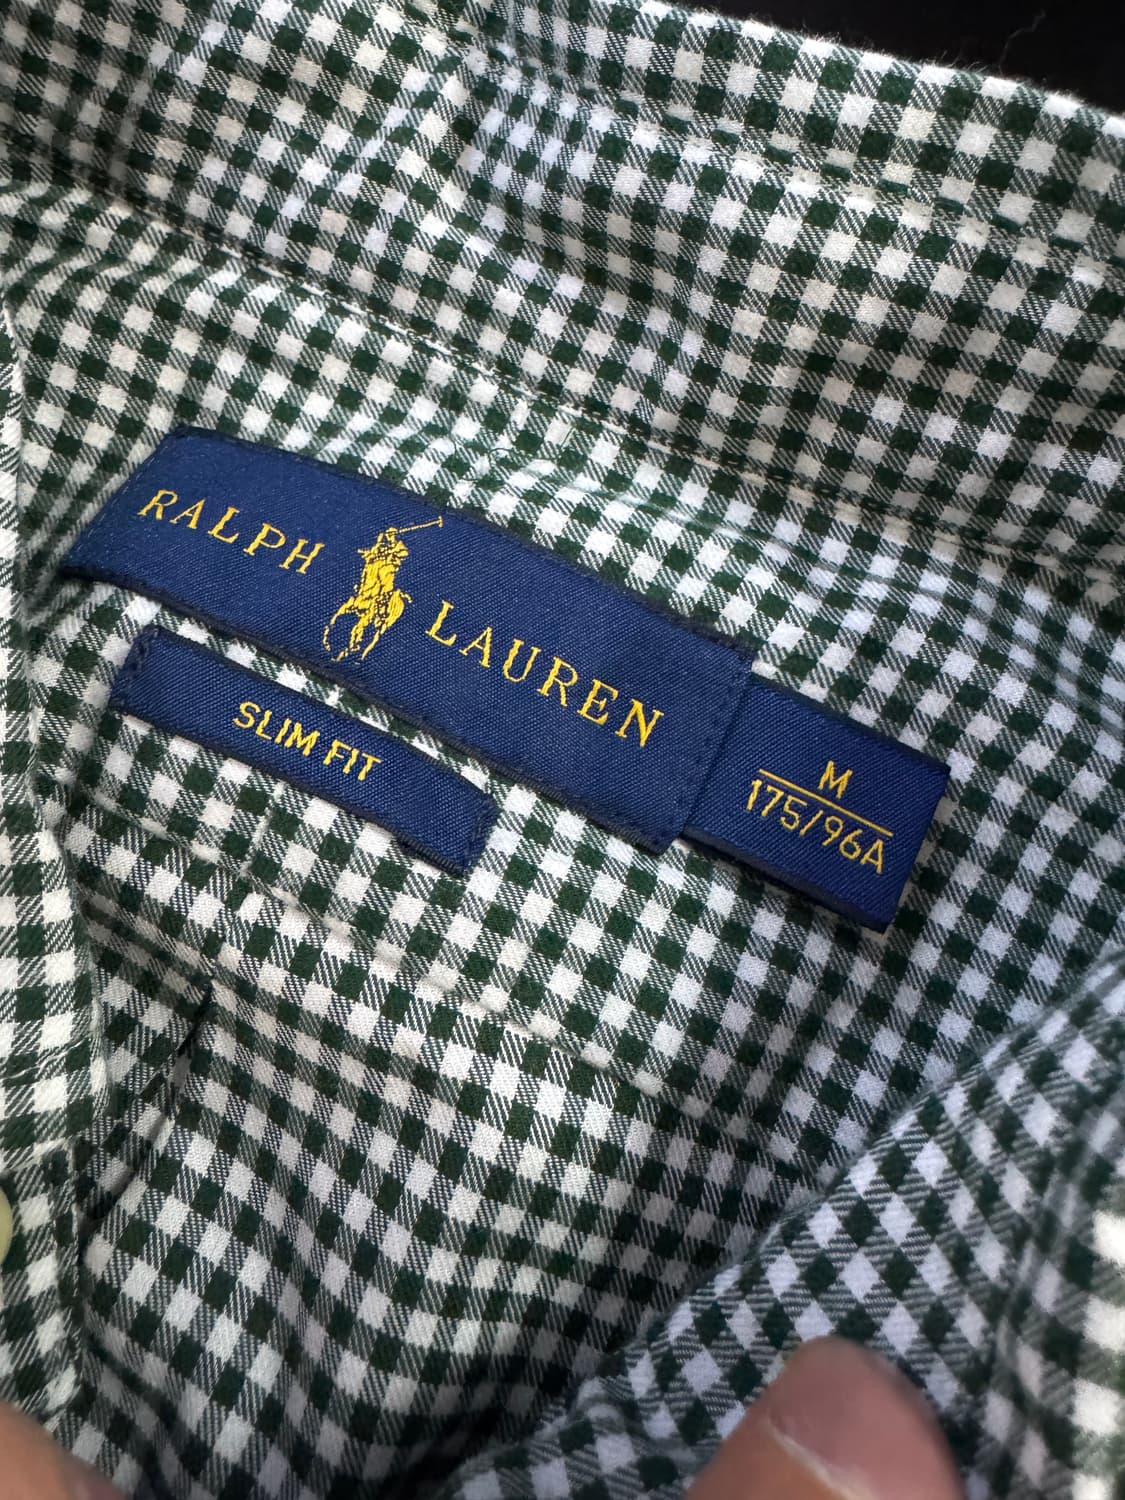 RALPH LAUREN
M
175/96A
SLIM FIT